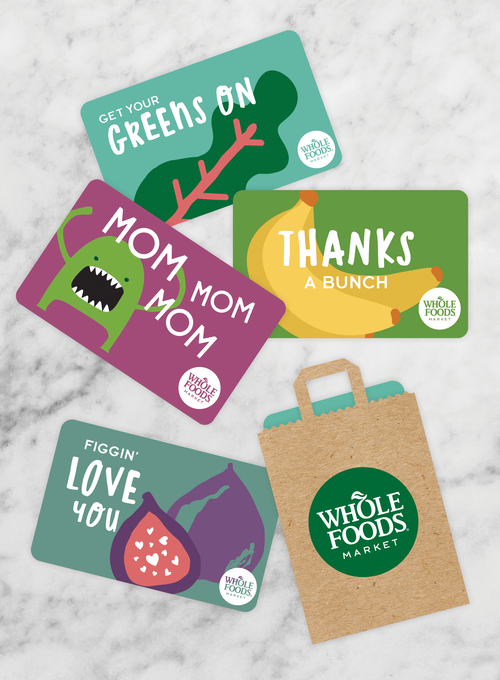 GET YOUR
GREENS ON
WHOLE
FOODS
MARKET
MOM
MOM
MOM
WHOLE
FOODS
MARKET
THANKS
A BUNCH
WHOLE
FOODS
MARKET
FIGGIN'
LOVE
YOU
WHOLE
FOODS
MARKET
WHOLE
FOODS
MARKET